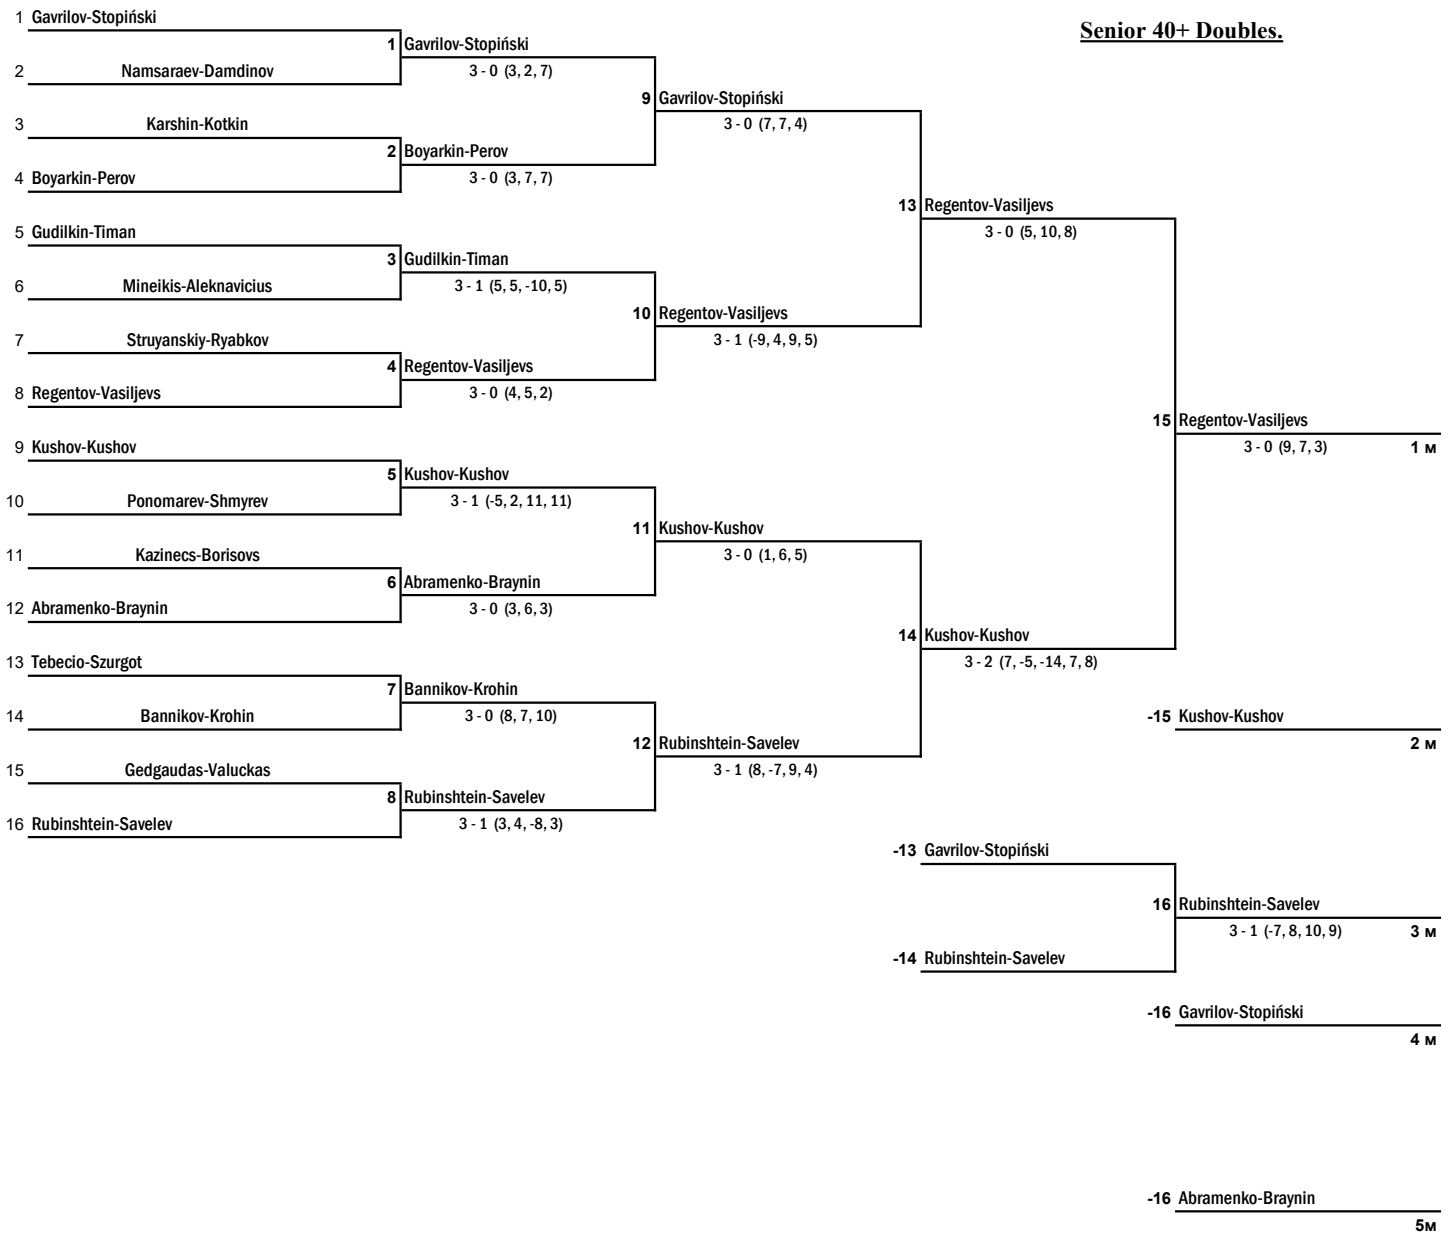 Senior 40+ Doubles.
1 Gavrilov-Stopiński
1 Gavrilov-Stopiński
2 Namsaraev-Damdinov
3 - 0 (3, 2, 7)
9 Gavrilov-Stopiński
3 Karshin-Kotkin
3 - 0 (7, 7, 4)
2 Boyarkin-Perov
4 Boyarkin-Perov
3 - 0 (3, 7, 7)
13 Regentov-Vasiljevs
5 Gudilkin-Timan
3 - 0 (5, 10, 8)
3 Gudilkin-Timan
6 Mineikis-Aleknavicius
3 - 1 (5, 5, -10, 5)
10 Regentov-Vasiljevs
7 Struyanskiy-Ryabkov
3 - 1 (-9, 4, 9, 5)
4 Regentov-Vasiljevs
8 Regentov-Vasiljevs
3 - 0 (4, 5, 2)
15 Regentov-Vasiljevs
9 Kushov-Kushov
3 - 0 (9, 7, 3) 1 м
5 Kushov-Kushov
10 Ponomarev-Shmyrev
3 - 1 (-5, 2, 11, 11)
11 Kushov-Kushov
11 Kazinecs-Borisovs
3 - 0 (1, 6, 5)
6 Abramenko-Braynin
12 Abramenko-Braynin
3 - 0 (3, 6, 3)
14 Kushov-Kushov
13 Tebecio-Szurgot
3 - 2 (7, -5, -14, 7, 8)
7 Bannikov-Krohin
14 Bannikov-Krohin
3 - 0 (8, 7, 10)
-15 Kushov-Kushov
12 Rubinshtein-Savelev
2 м
15 Gedgaudas-Valuckas
3 - 1 (8, -7, 9, 4)
8 Rubinshtein-Savelev
16 Rubinshtein-Savelev
3 - 1 (3, 4, -8, 3)
-13 Gavrilov-Stopiński
16 Rubinshtein-Savelev
3 - 1 (-7, 8, 10, 9) 3 м
-14 Rubinshtein-Savelev
-16 Gavrilov-Stopiński
4 м
-16 Abramenko-Braynin
5м